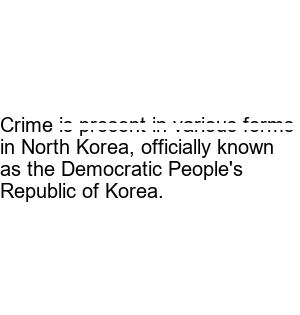 Crime is present in various forms
in North Korea, officially known
as the Democratic People's
Republic of Korea.